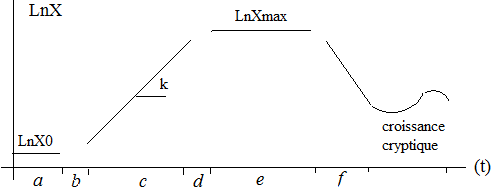 LnX
LnXmax
k
LnX0
croissance
cryptique
(t)
a b c d e f